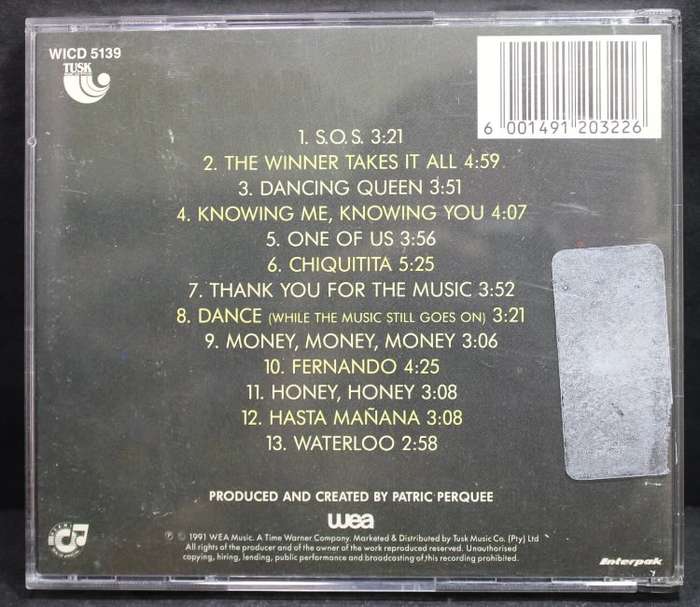 WICD 5139
TUSK
6 001491 203226
1. S.O.S. 3:21
2. THE WINNER TAKES IT ALL 4:59
3. DANCING QUEEN 3:51
4. KNOWING ME, KNOWING YOU 4:07
5. ONE OF US 3:56
6. CHIQUITITA 5:25
7. THANK YOU FOR THE MUSIC 3:52
8. DANCE (WHILE THE MUSIC STILL GOES ON) 3:21
9. MONEY, MONEY, MONEY 3:06
10. FERNANDO 4:25
11. HONEY, HONEY 3:08
12. HASTA MAÑANA 3:08
13. WATERLOO 2:58
PRODUCED AND CREATED BY PATRIC PERQUEE
wea
℗ © 1991 WEA Music. A Time Warner Company. Marketed & Distributed by Tusk Music Co. (Pty) Ltd
All rights of the producer and of the owner of the work reproduced reserved. Unauthorised
copying, hiring, lending, public performance and broadcasting of this recording prohibited.
Interpak